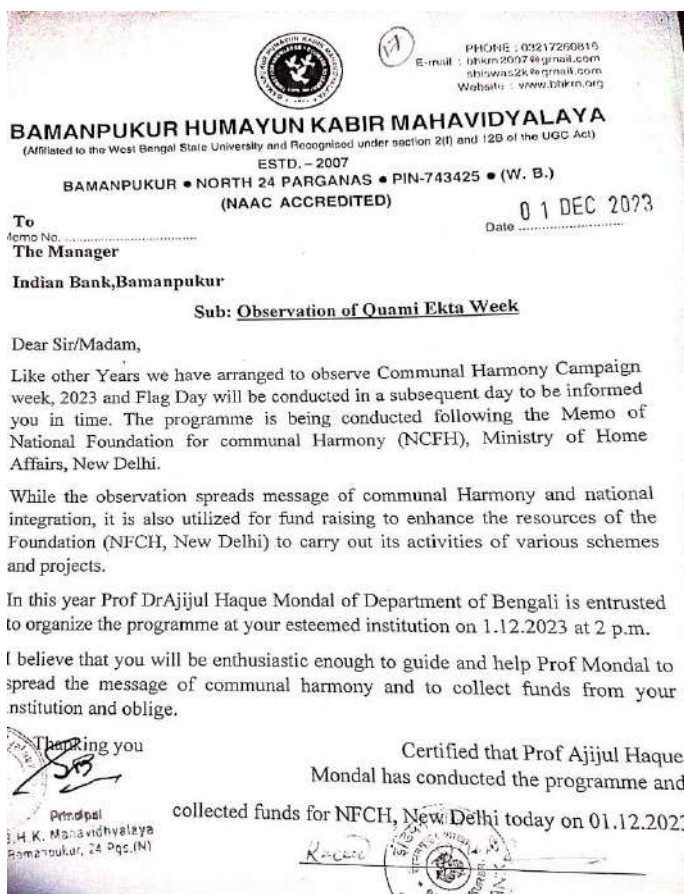 17
PHONE : 03217260816
E-mail : bhkm2007@gmail.com
sbiswas2k@gmail.com
Website : www.bhkm.org
BAMANPUKUR HUMAYUN KABIR MAHAVIDYALAYA
(Affiliated to the West Bengal State University and Recognised under section 2(f) and 12B of the UGC Act)
ESTD. – 2007
BAMANPUKUR ● NORTH 24 PARGANAS ● PIN-743425 ● (W. B.)
(NAAC ACCREDITED)
To
Memo No. ........................
Date ........................ 01 DEC 2023
The Manager
Indian Bank,Bamanpukur
Sub: Observation of Quami Ekta Week
Dear Sir/Madam,
Like other Years we have arranged to observe Communal Harmony Campaign
week, 2023 and Flag Day will be conducted in a subsequent day to be informed
you in time. The programme is being conducted following the Memo of
National Foundation for communal Harmony (NCFH), Ministry of Home
Affairs, New Delhi.
While the observation spreads message of communal Harmony and national
integration, it is also utilized for fund raising to enhance the resources of the
Foundation (NFCH, New Delhi) to carry out its activities of various schemes
and projects.
In this year Prof DrAjijul Haque Mondal of Department of Bengali is entrusted
to organize the programme at your esteemed institution on 1.12.2023 at 2 p.m.
I believe that you will be enthusiastic enough to guide and help Prof Mondal to
spread the message of communal harmony and to collect funds from your
nstitution and oblige.
Thanking you
Certified that Prof Ajijul Haque
Mondal has conducted the programme and
collected funds for NFCH, New Delhi today on 01.12.2023
Principal
H.K. Mahavidhyalaya
Bamanpukur, 24 Pgs.(N)